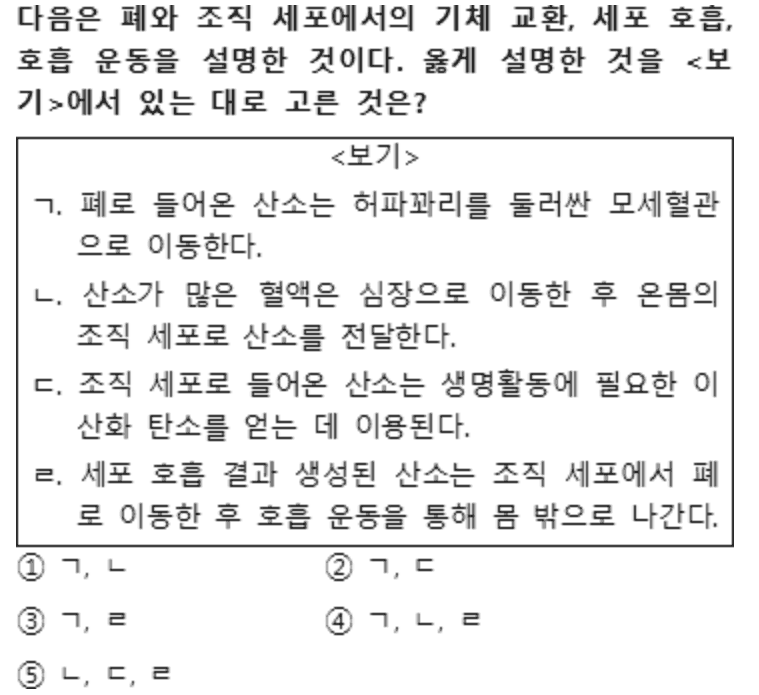 다음은 폐와 조직 세포에서의 기체 교환, 세포 호흡,
호흡 운동을 설명한 것이다. 옳게 설명한 것을 <보
기>에서 있는 대로 고른 것은?
<보기>
ㄱ. 폐로 들어온 산소는 허파꽈리를 둘러싼 모세혈관
으로 이동한다.
ㄴ. 산소가 많은 혈액은 심장으로 이동한 후 온몸의
조직 세포로 산소를 전달한다.
ㄷ. 조직 세포로 들어온 산소는 생명활동에 필요한 이
산화 탄소를 얻는 데 이용된다.
ㄹ. 세포 호흡 결과 생성된 산소는 조직 세포에서 폐
로 이동한 후 호흡 운동을 통해 몸 밖으로 나간다.
① ㄱ, ㄴ ② ㄱ, ㄷ
③ ㄱ, ㄹ ④ ㄱ, ㄴ, ㄹ
⑤ ㄴ, ㄷ, ㄹ